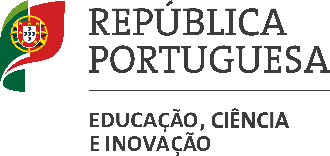 REPÚBLICA
PORTUGUESA
EDUCAÇÃO, CIÊNCIA
E INOVAÇÃO